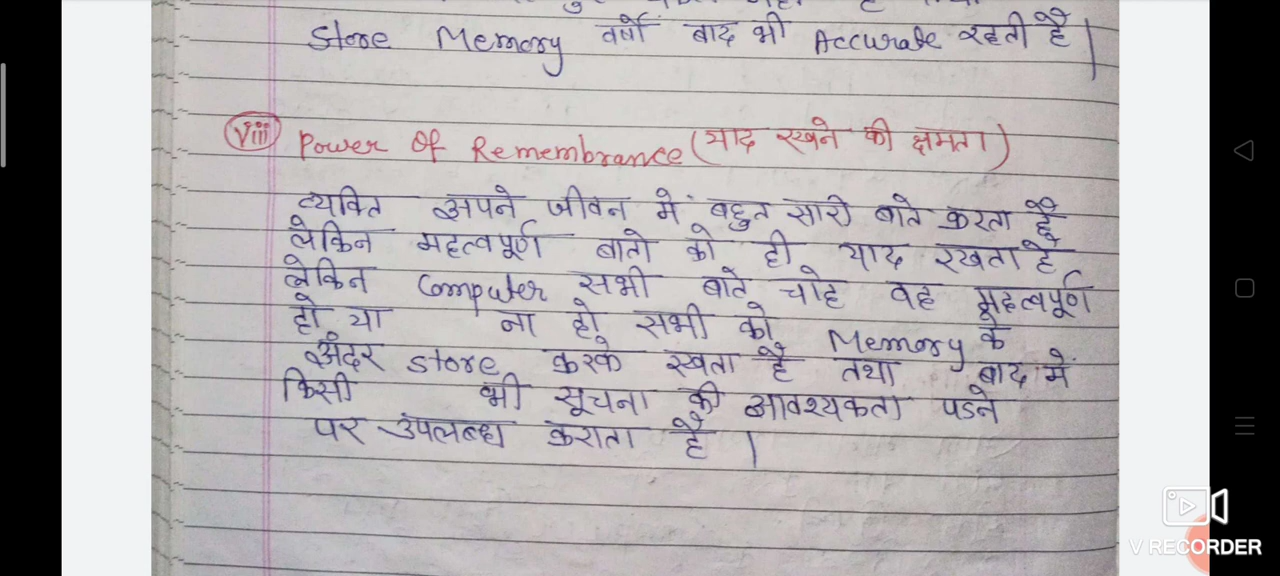 Store Memory वर्षो बाद भी Accurate रहती है।
viii Power Of Remembrance (याद रखने की क्षमता)
व्यक्ति अपने जीवन में बहुत सारी बाते करता है
लेकिन महत्वपूर्ण बातो को ही याद रखता है
लेकिन Computer सभी बाते चाहे वह महत्वपूर्ण
हो या ना हो सभी को Memory के
अंदर store करके रखता है तथा बाद में
किसी भी सूचना की आवश्यकता पडने
पर उपलब्ध कराता है।
V RECORDER